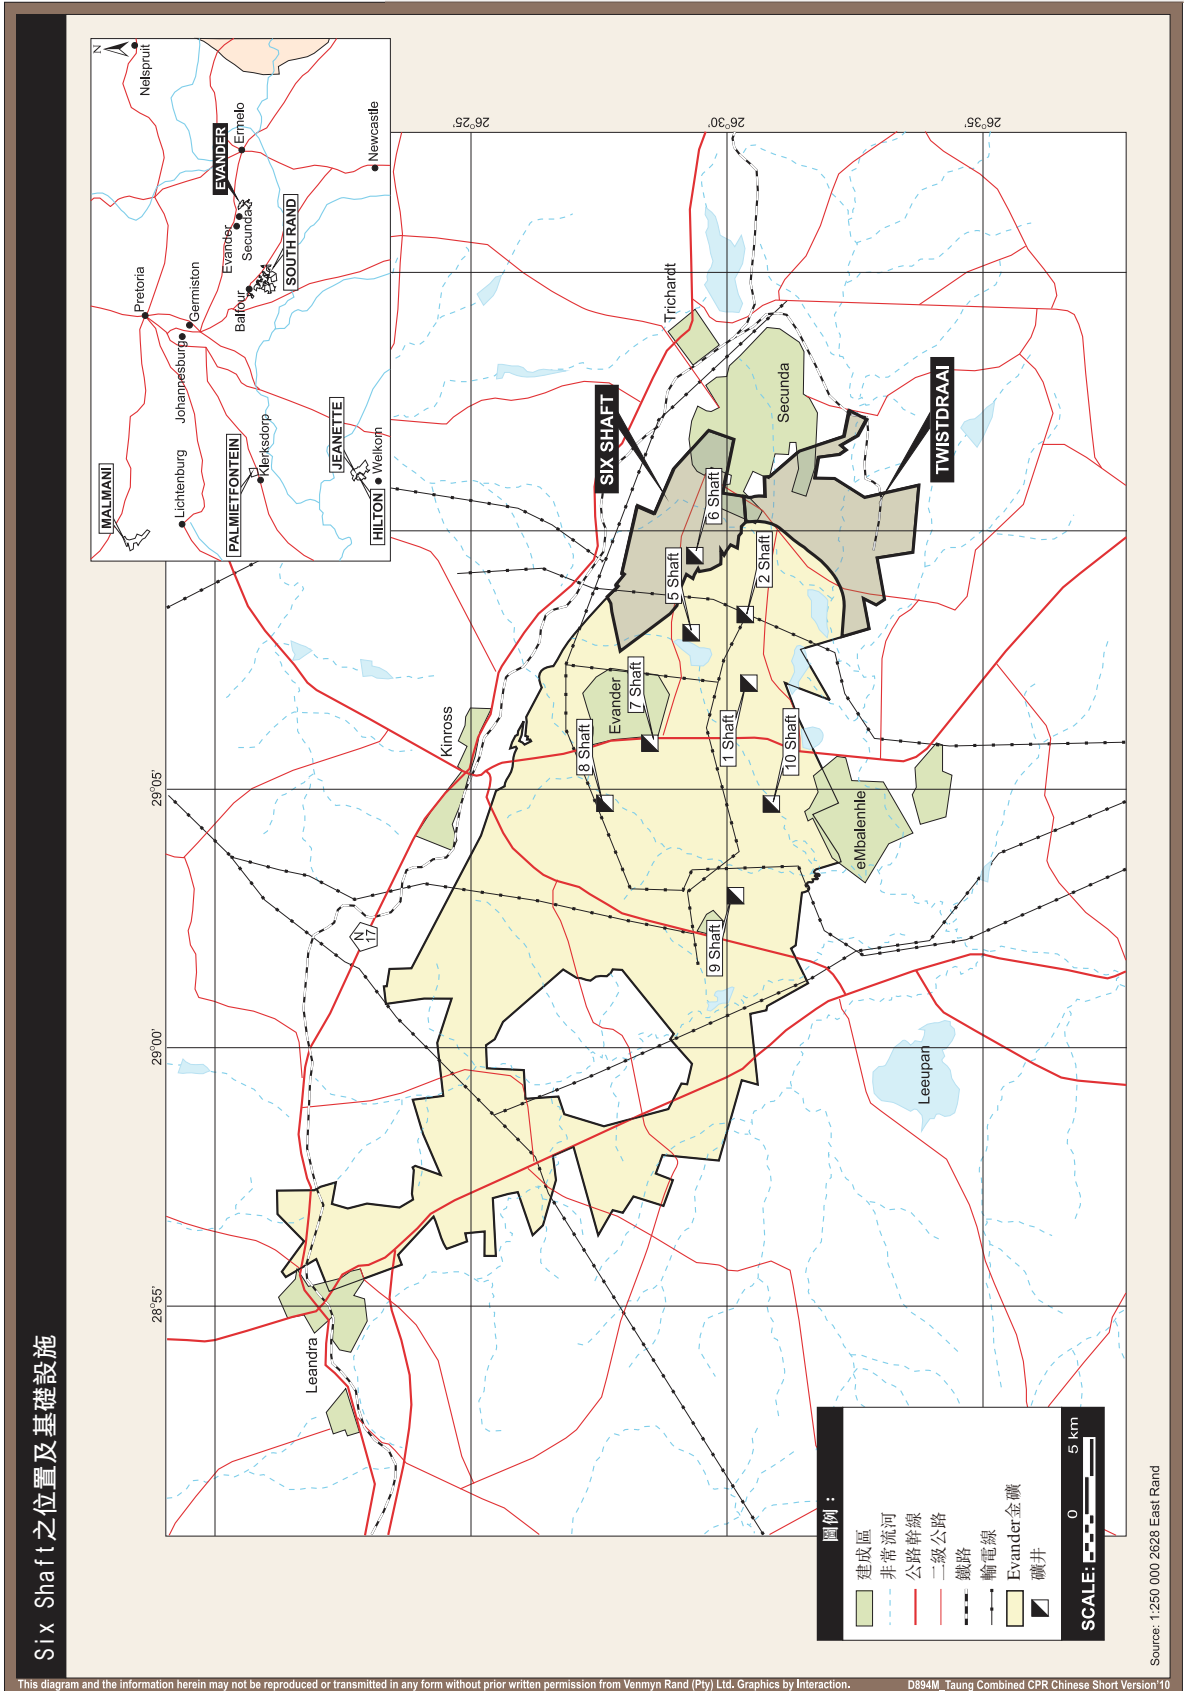 Six Shaft之位置及基礎設施
N
Nelspruit
Pretoria
Germiston
Johannesburg
EVANDER
Ermelo
Evander
Secunda
Balfour
SOUTH RAND
Newcastle
MALMANI
Lichtenburg
PALMIETFONTEIN
Klerksdorp
JEANETTE
HILTON
Welkom
28°55'
29°00'
29°05'
26°25'
26°30'
26°35'
Leandra
N
17
Kinross
Trichardt
SIX SHAFT
Secunda
TWISTDRAAI
Evander
8 Shaft
7 Shaft
5 Shaft
6 Shaft
2 Shaft
1 Shaft
10 Shaft
9 Shaft
eMbalenhle
Leeupan
圖例：
建成區
非常流河
公路幹線
二級公路
鐵路
輸電線
Evander金礦
礦井
SCALE:
0
5 km
Source: 1:250 000 2628 East Rand
This diagram and the information herein may not be reproduced or transmitted in any form without prior written permission from Venmyn Rand (Pty) Ltd. Graphics by Interaction.
D894M_Taung Combined CPR Chinese Short Version'10